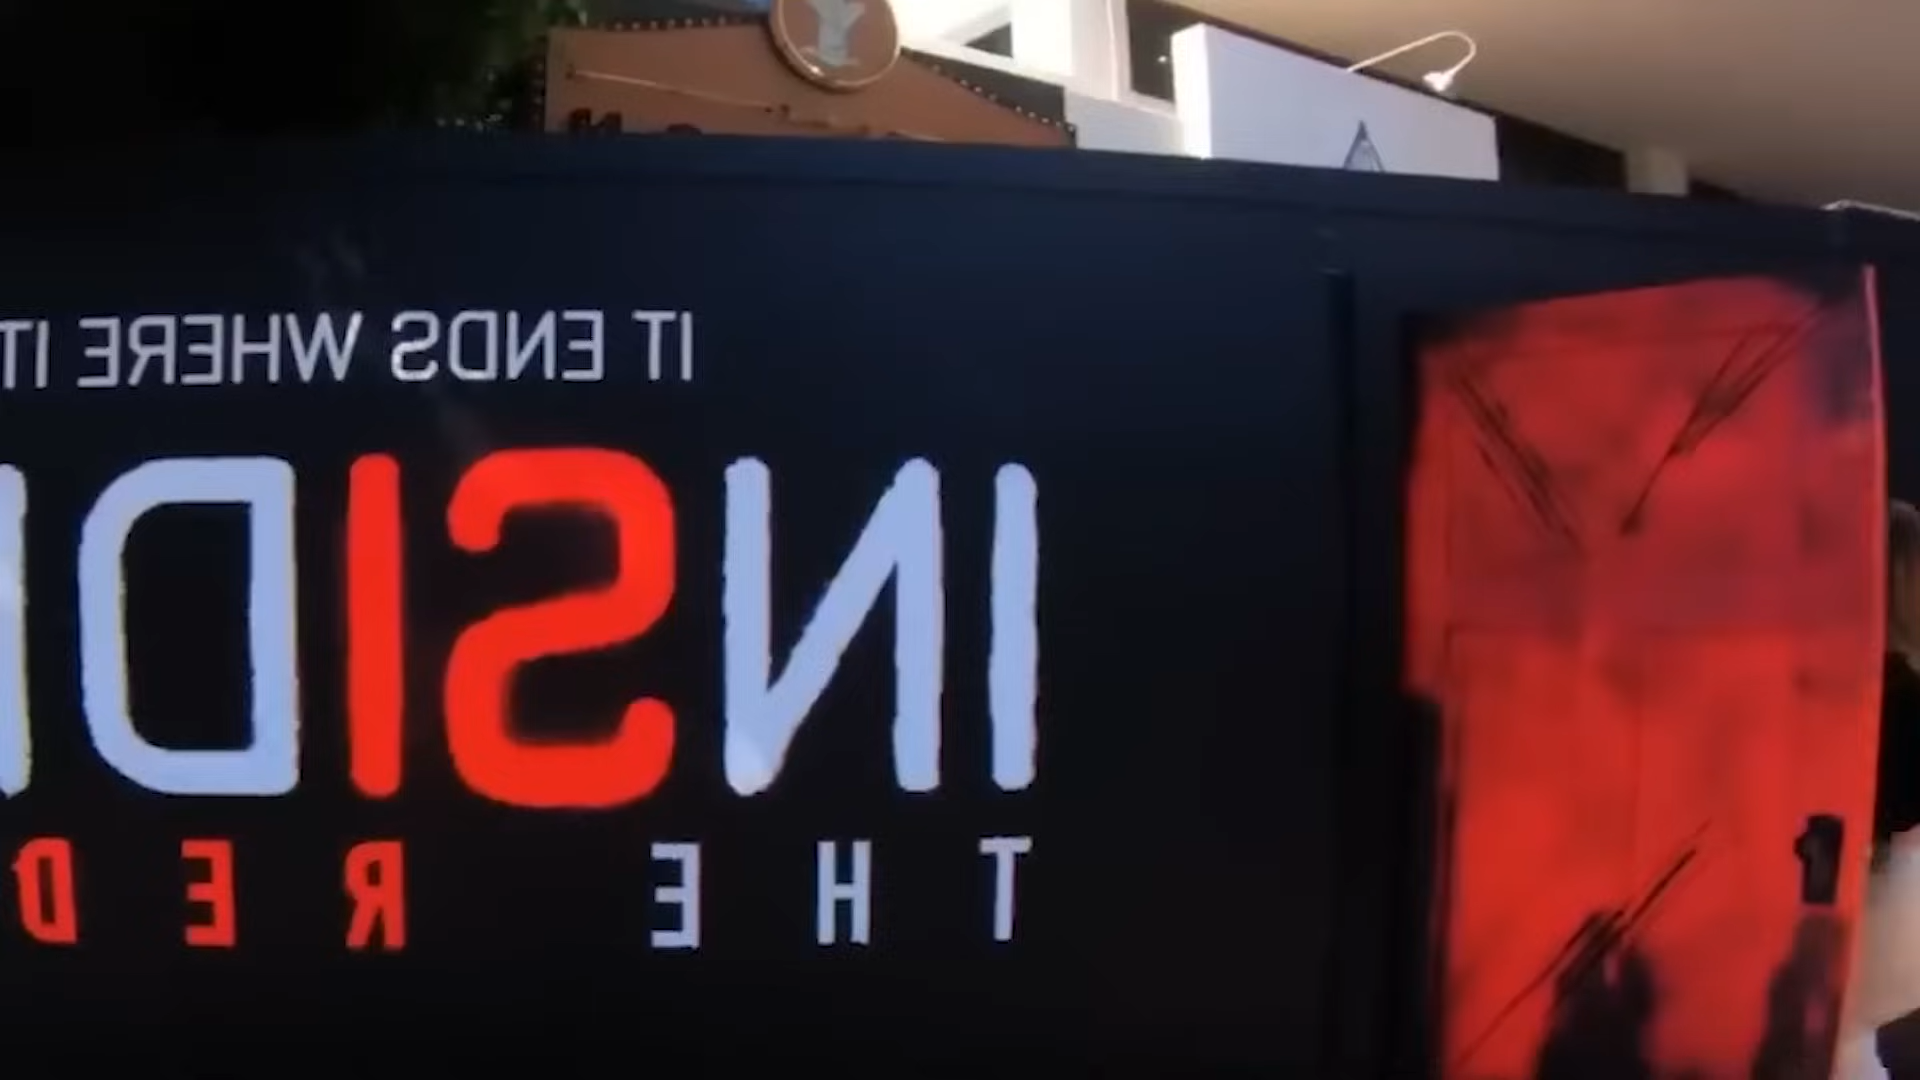 IT ENDS WHERE IT
INSID
THE RED